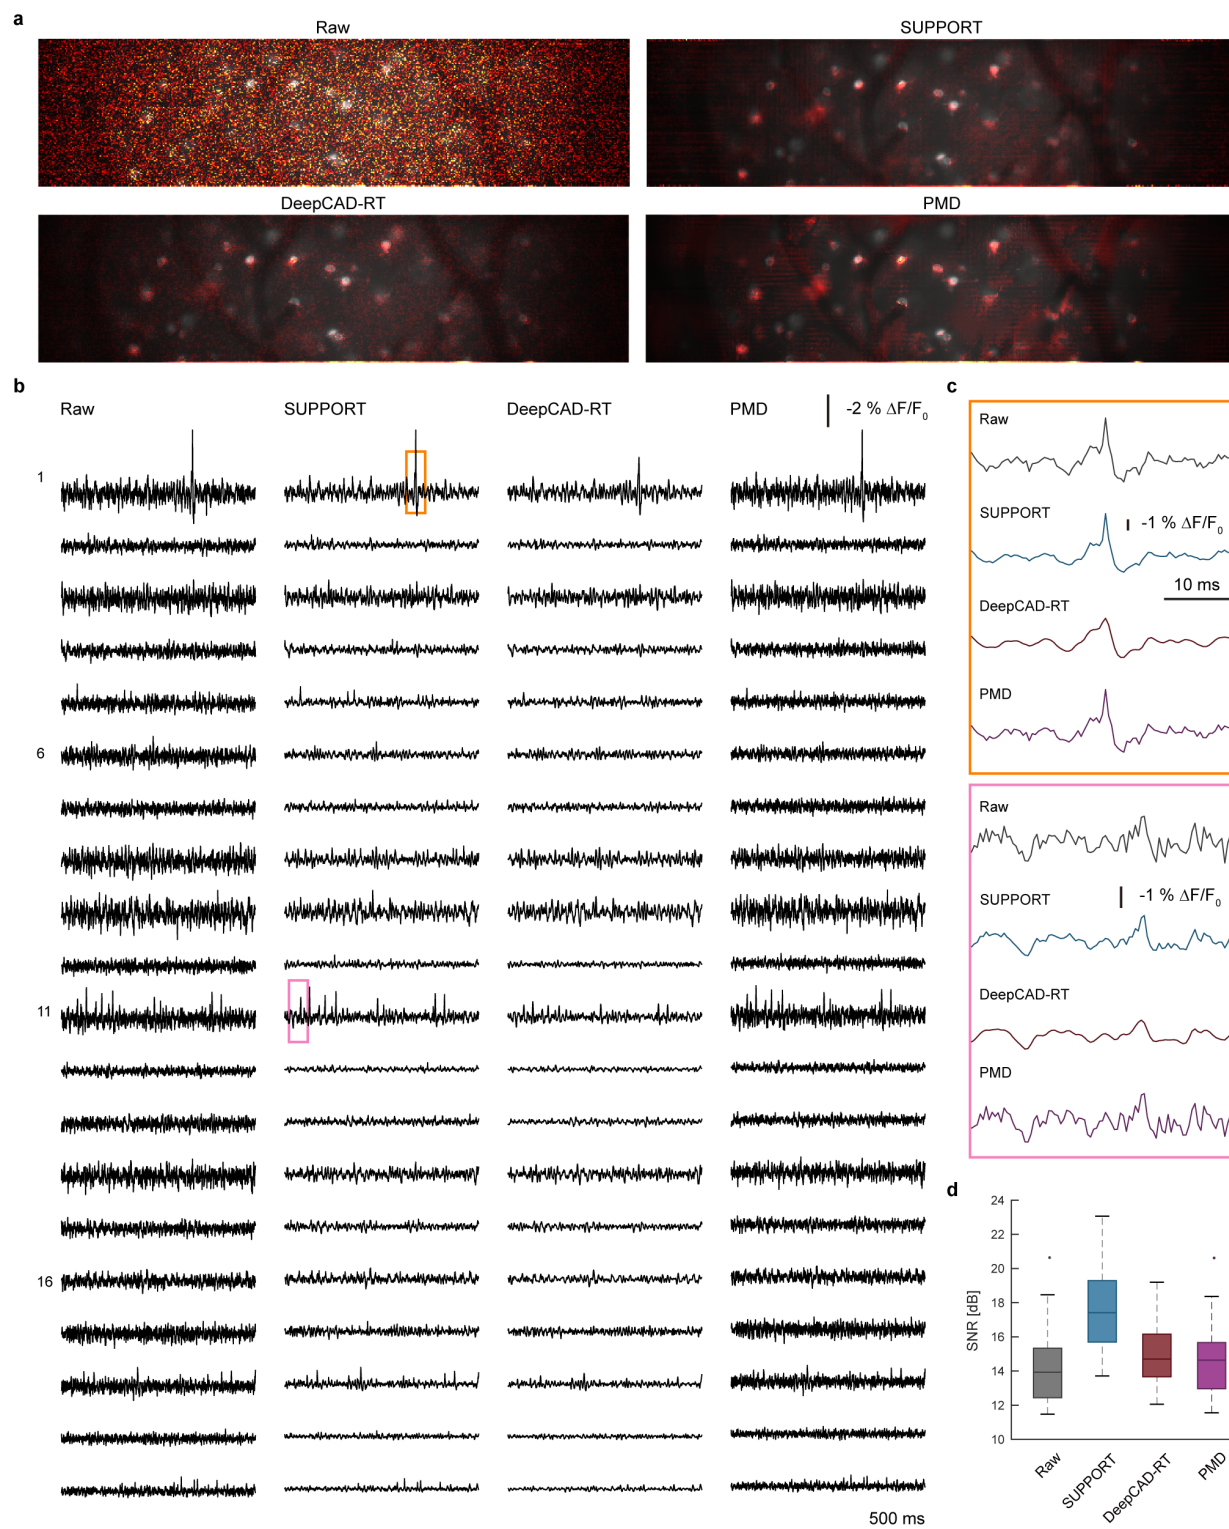 a
Raw
SUPPORT
DeepCAD-RT
PMD
b
Raw
SUPPORT
DeepCAD-RT
PMD
-2 % ΔF/F0
1
6
11
16
500 ms
c
Raw
SUPPORT
-1 % ΔF/F0
10 ms
DeepCAD-RT
PMD
Raw
SUPPORT
-1 % ΔF/F0
DeepCAD-RT
PMD
d
24
22
20
18
16
14
12
10
SNR [dB]
Raw
SUPPORT
DeepCAD-RT
PMD